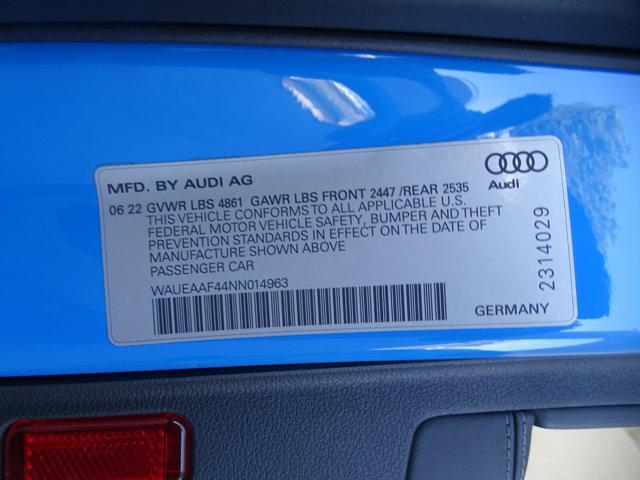 MFD. BY AUDI AG
Audi
06 22 GVWR LBS 4861 GAWR LBS FRONT 2447 /REAR 2535
THIS VEHICLE CONFORMS TO ALL APPLICABLE U.S.
FEDERAL MOTOR VEHICLE SAFETY, BUMPER AND THEFT
PREVENTION STANDARDS IN EFFECT ON THE DATE OF
MANUFACTURE SHOWN ABOVE
PASSENGER CAR
WAUEAAF44NN014963
GERMANY
2314029